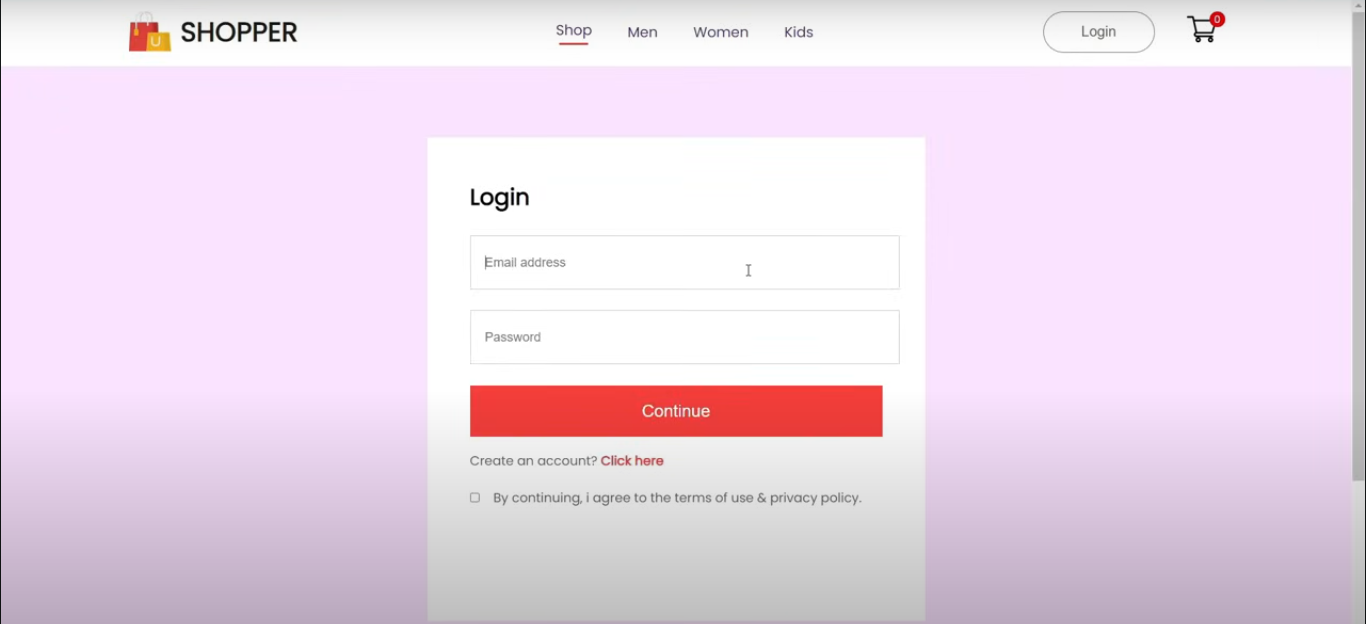 SHOPPER Shop Men Women Kids Login 0
Login
Email address
Password
Continue
Create an account? Click here
By continuing, i agree to the terms of use & privacy policy.